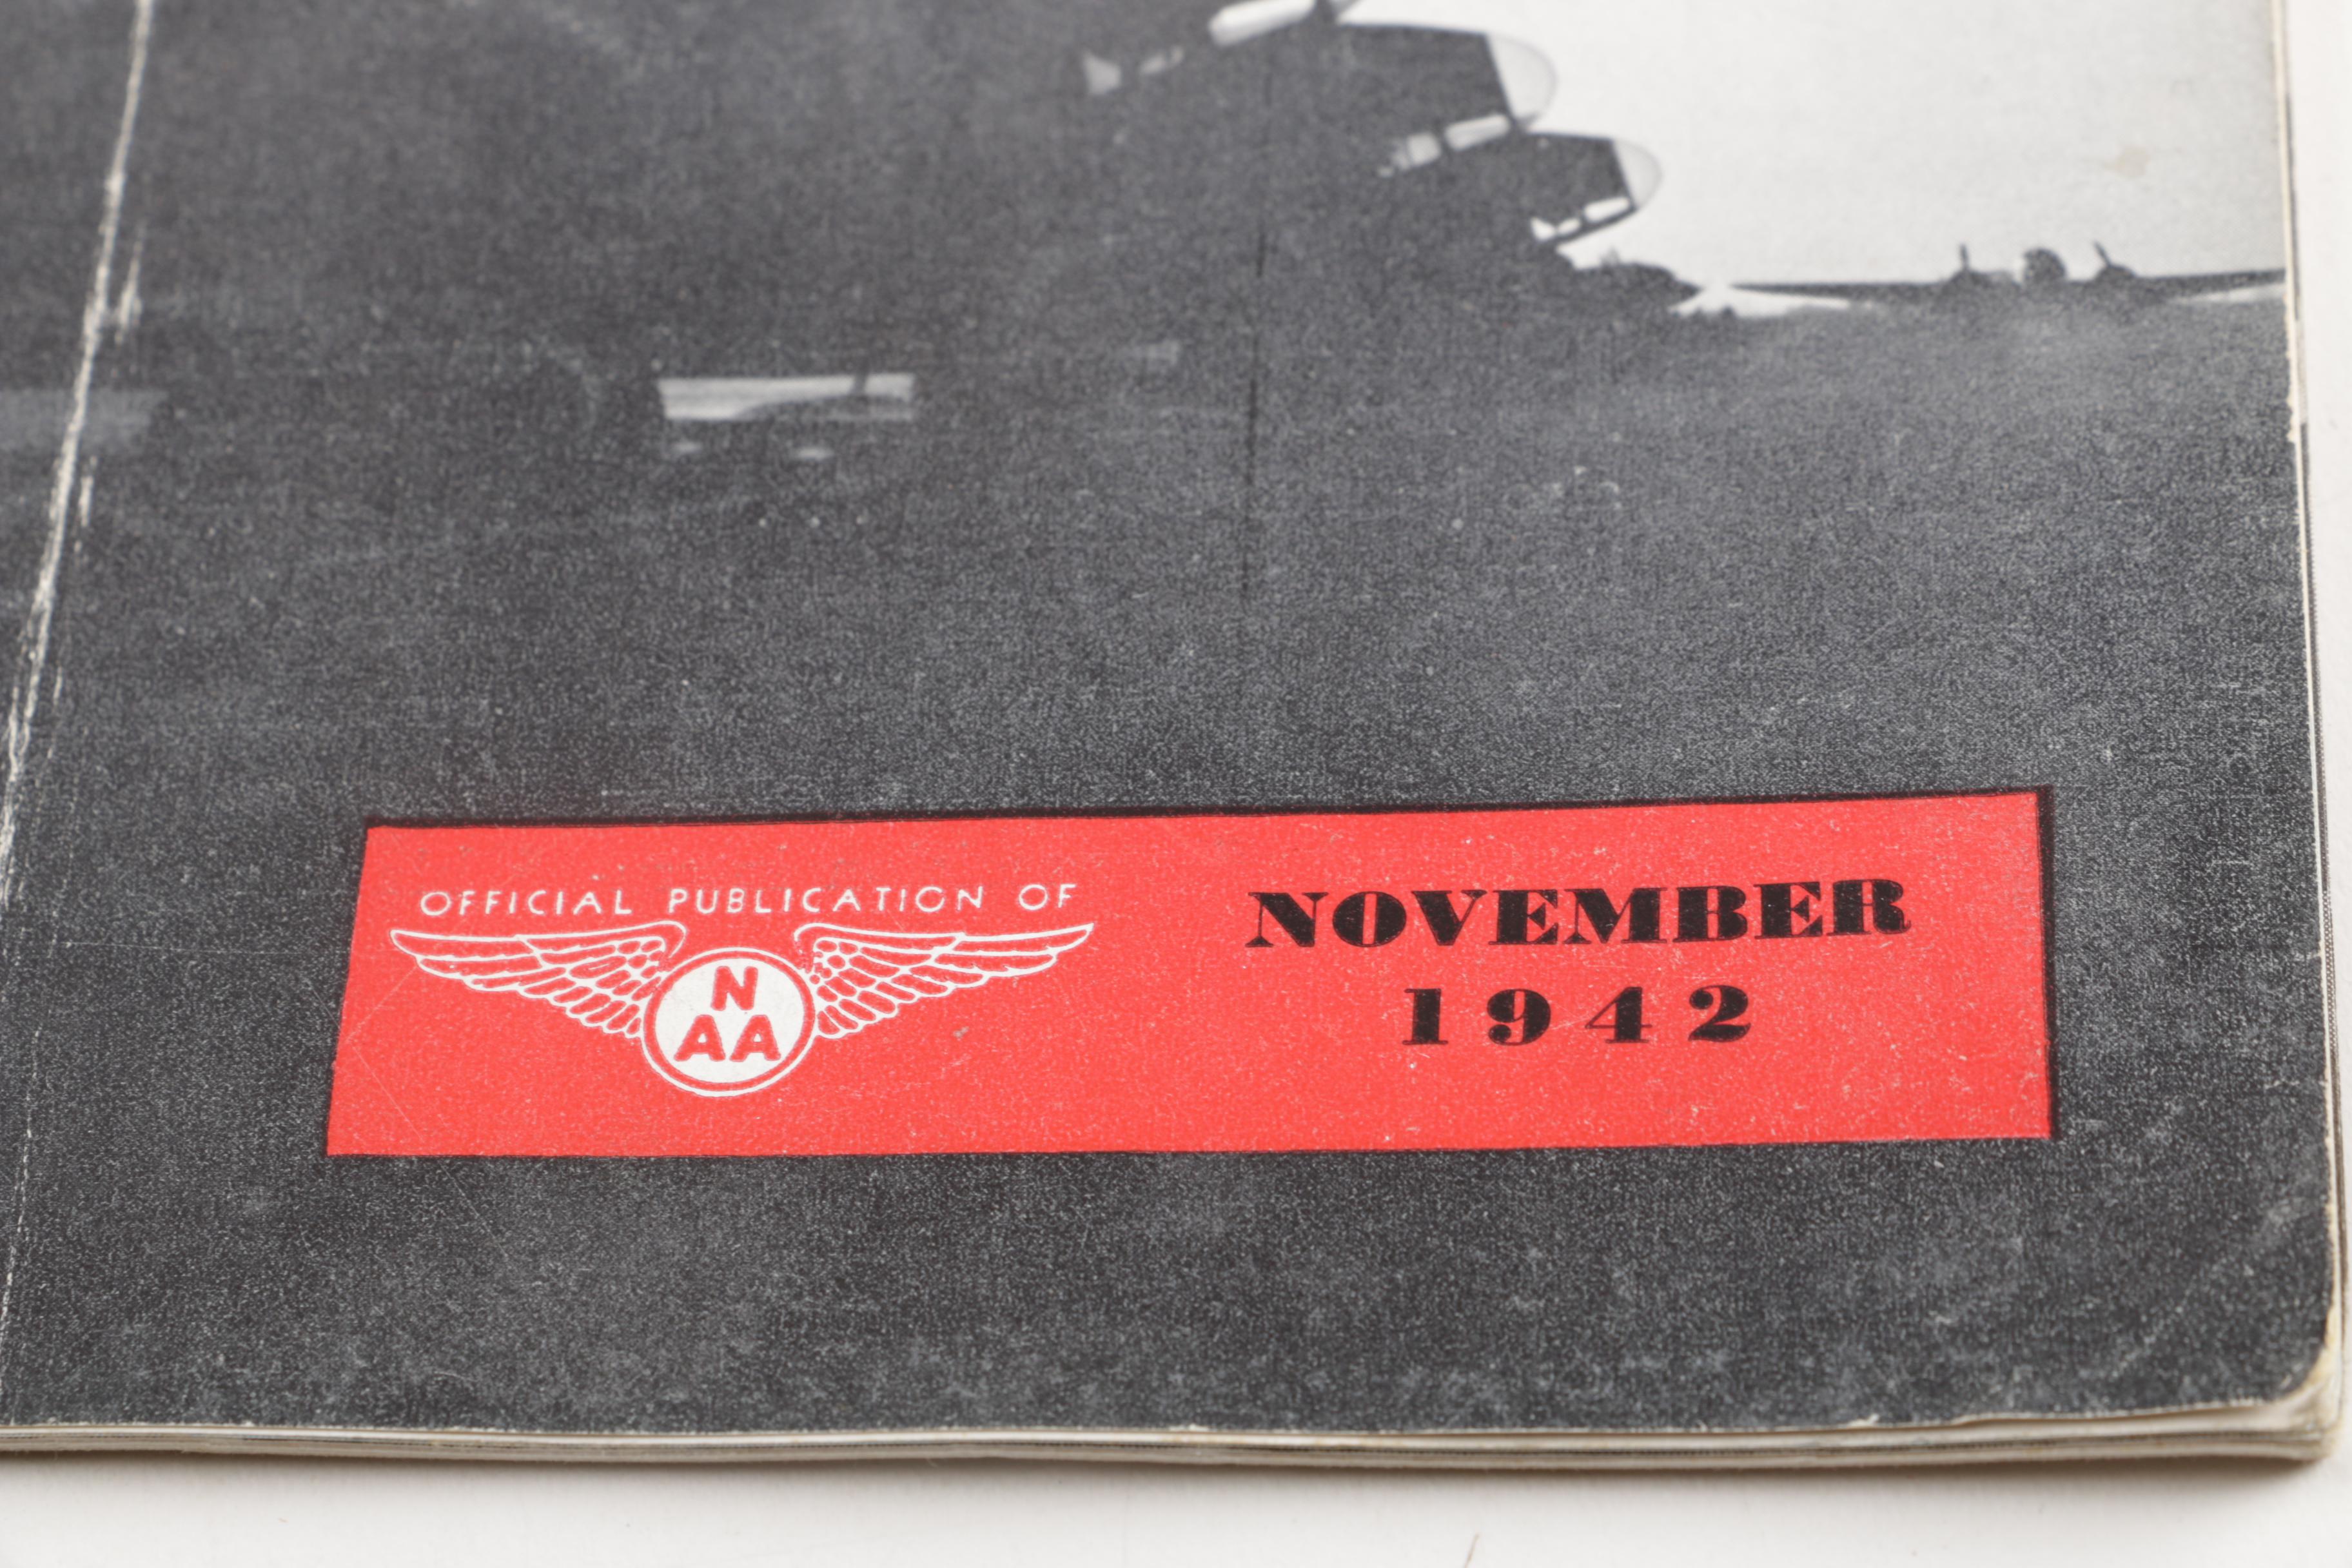 OFFICIAL PUBLICATION OF
N
AA
NOVEMBER
1942